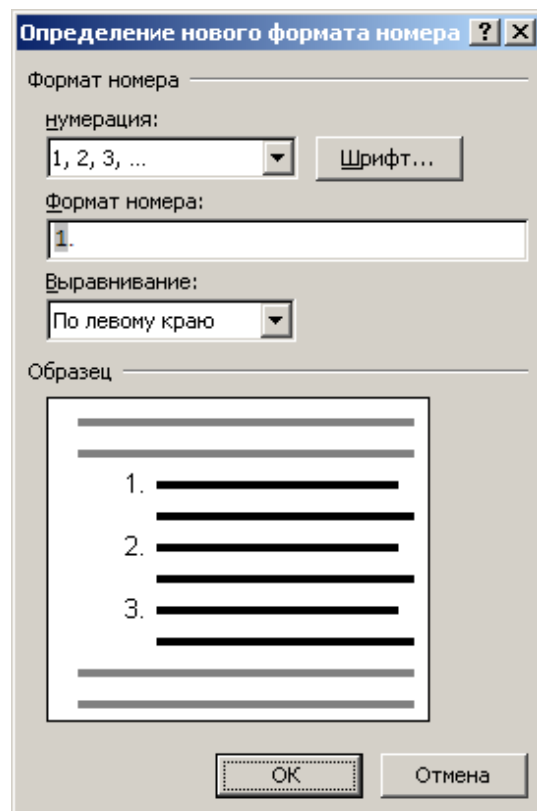 Определение нового формата номера
Формат номера
нумерация:
1, 2, 3, ...
Шрифт...
Формат номера:
1.
Выравнивание:
По левому краю
Образец
1.
2.
3.
ОК
Отмена